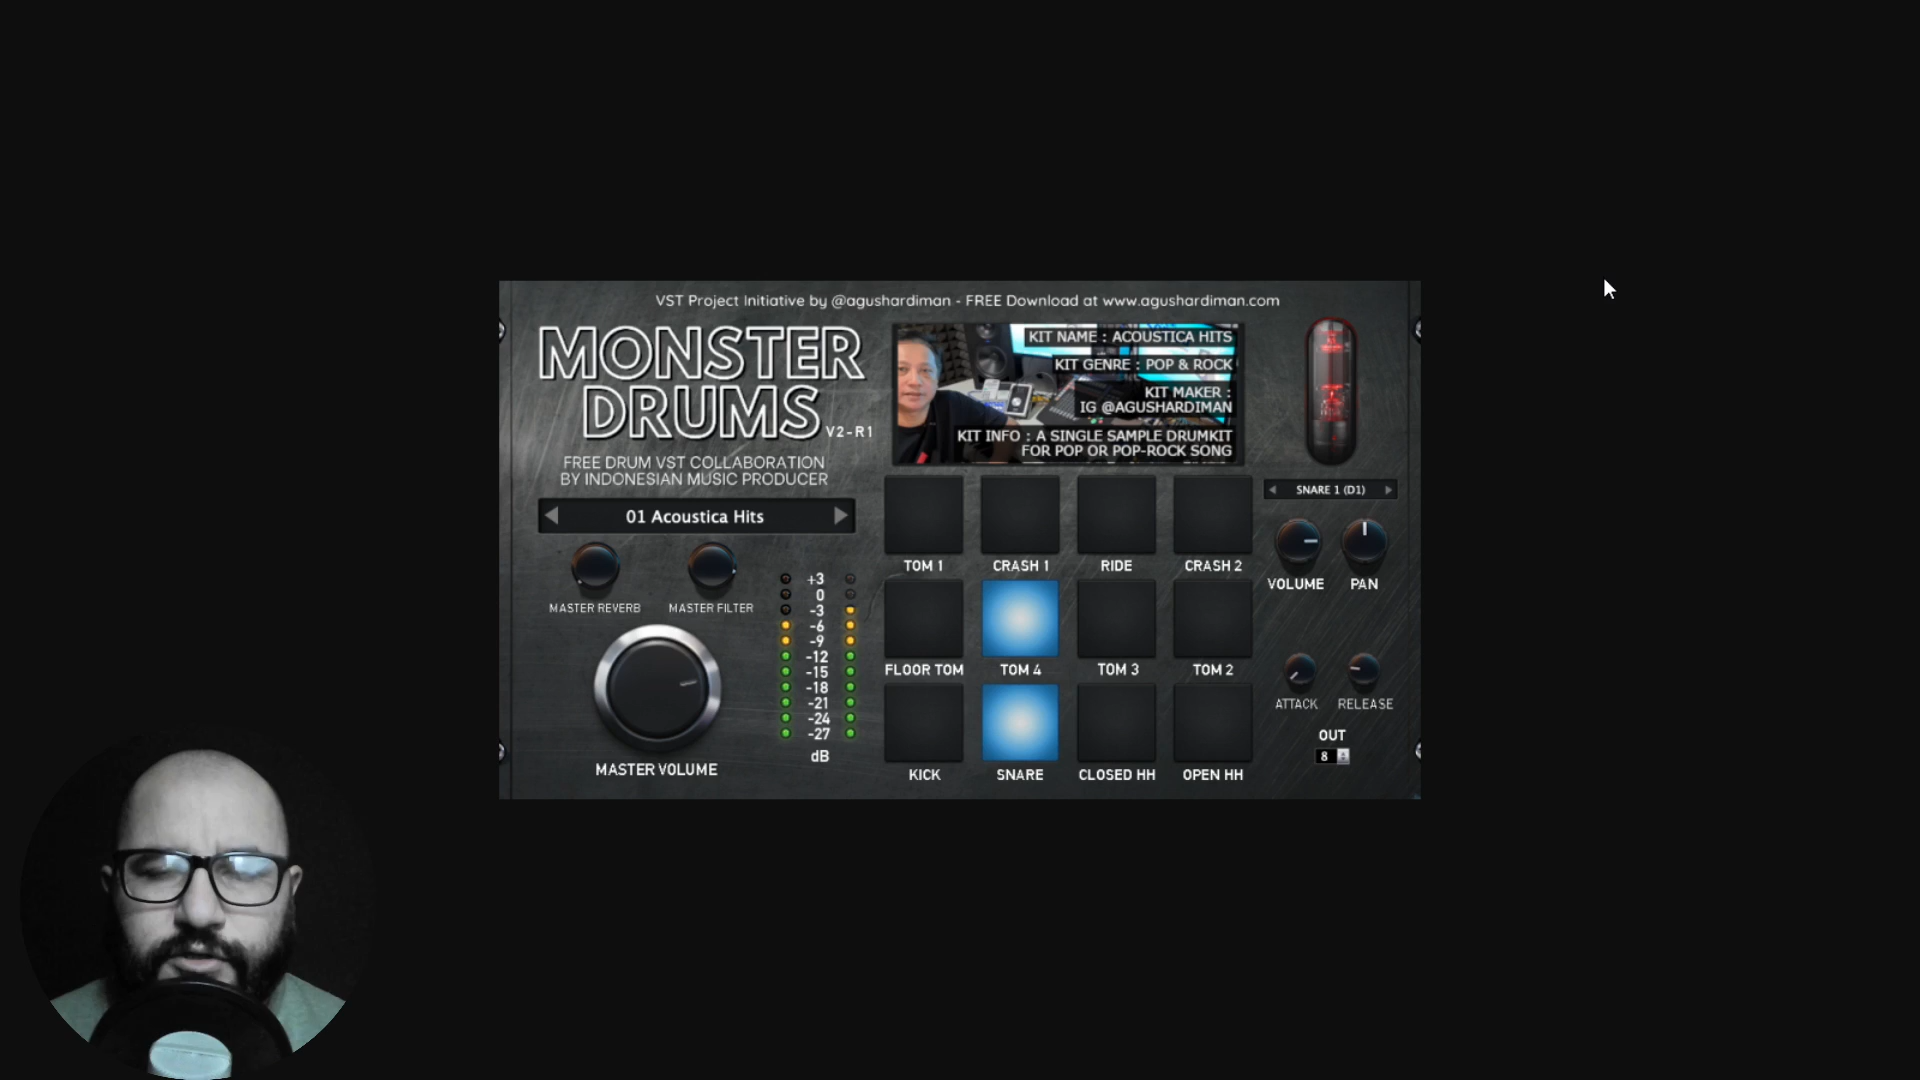 VST Project Initiative by @agushardiman - FREE Download at www.agushardiman.com
MONSTER
DRUMS
V2-R1
FREE DRUM VST COLLABORATION
BY INDONESIAN MUSIC PRODUCER
01 Acoustica Hits
MASTER REVERB
MASTER FILTER
MASTER VOLUME
+3
0
-3
-6
-9
-12
-15
-18
-21
-24
-27
dB
KIT NAME : ACOUSTICA HITS
KIT GENRE : POP & ROCK
KIT MAKER :
IG @AGUSHARDIMAN
KIT INFO : A SINGLE SAMPLE DRUMKIT
FOR POP OR POP-ROCK SONG
TOM 1
CRASH 1
RIDE
CRASH 2
FLOOR TOM
TOM 4
TOM 3
TOM 2
KICK
SNARE
CLOSED HH
OPEN HH
SNARE 1 (D1)
VOLUME
PAN
ATTACK
RELEASE
OUT
8